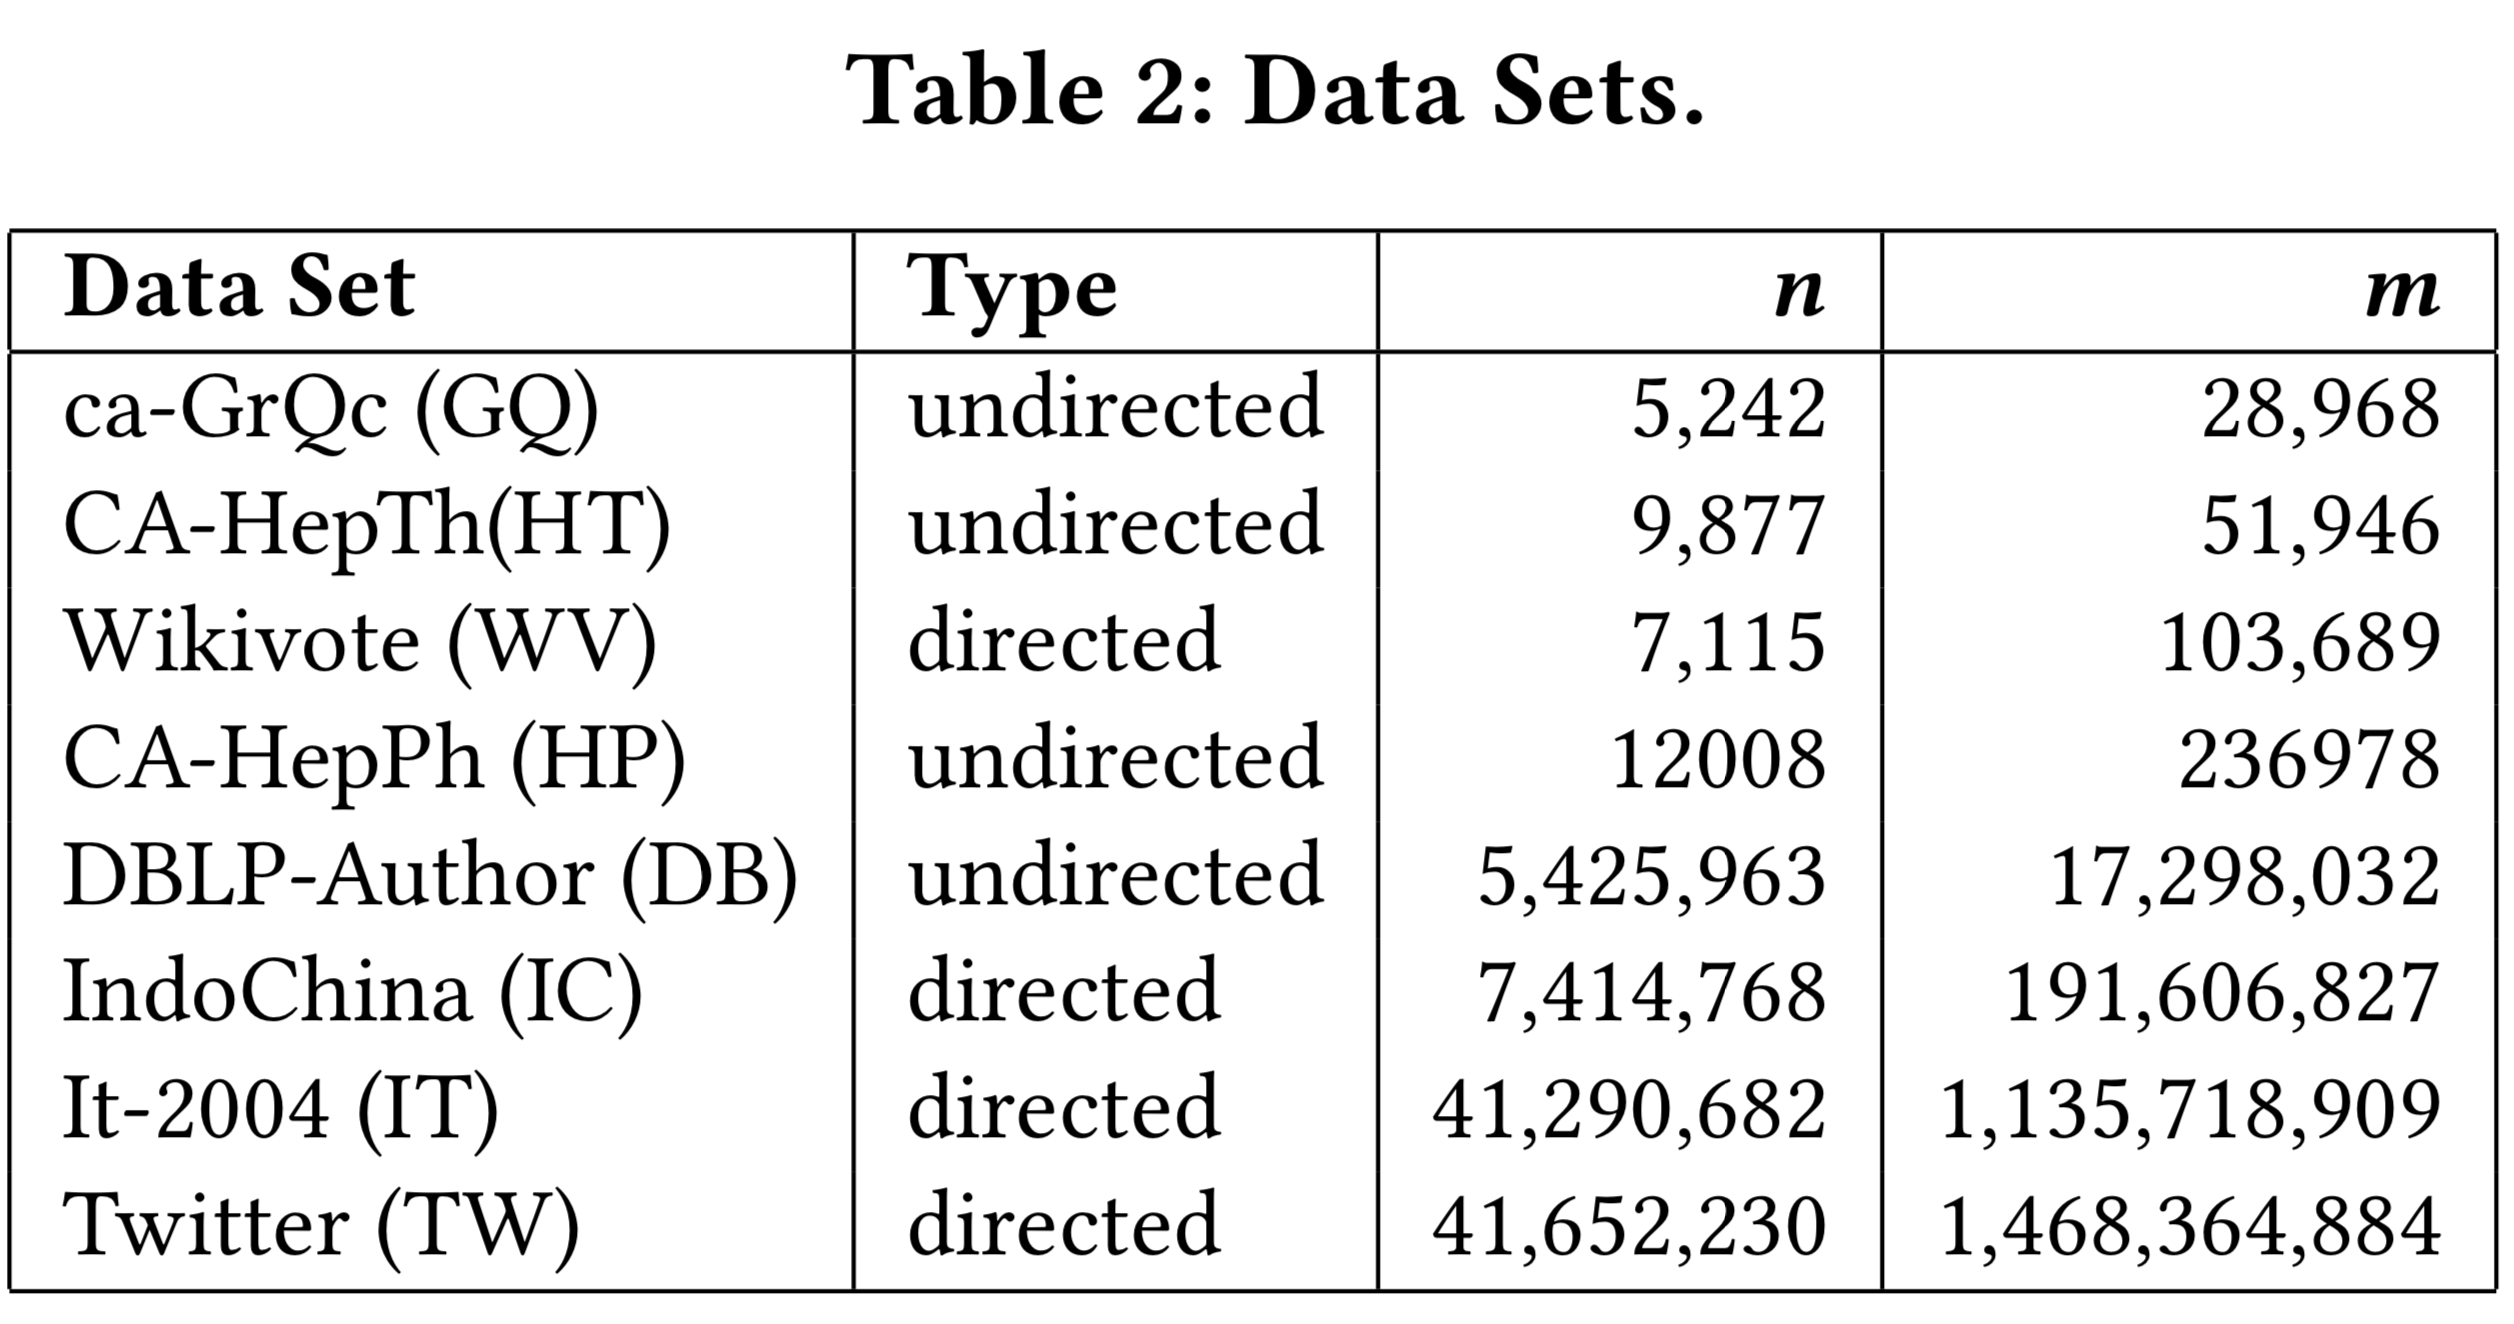 Table 2: Data Sets.
Data Set Type n m
ca-GrQc (GQ) undirected 5,242 28,968
CA-HepTh(HT) undirected 9,877 51,946
Wikivote (WV) directed 7,115 103,689
CA-HepPh (HP) undirected 12008 236978
DBLP-Author (DB) undirected 5,425,963 17,298,032
IndoChina (IC) directed 7,414,768 191,606,827
It-2004 (IT) directed 41,290,682 1,135,718,909
Twitter (TW) directed 41,652,230 1,468,364,884